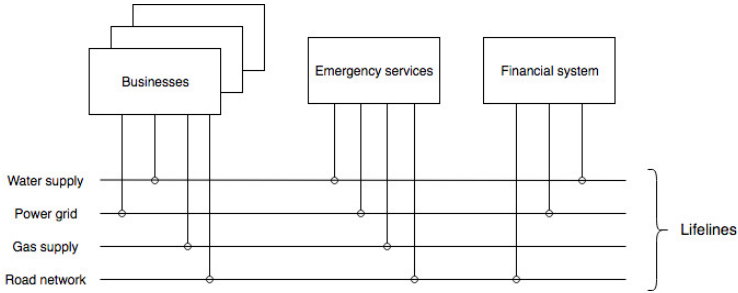 Businesses
Emergency services
Financial system
Water supply
Power grid
Gas supply
Road network
Lifelines